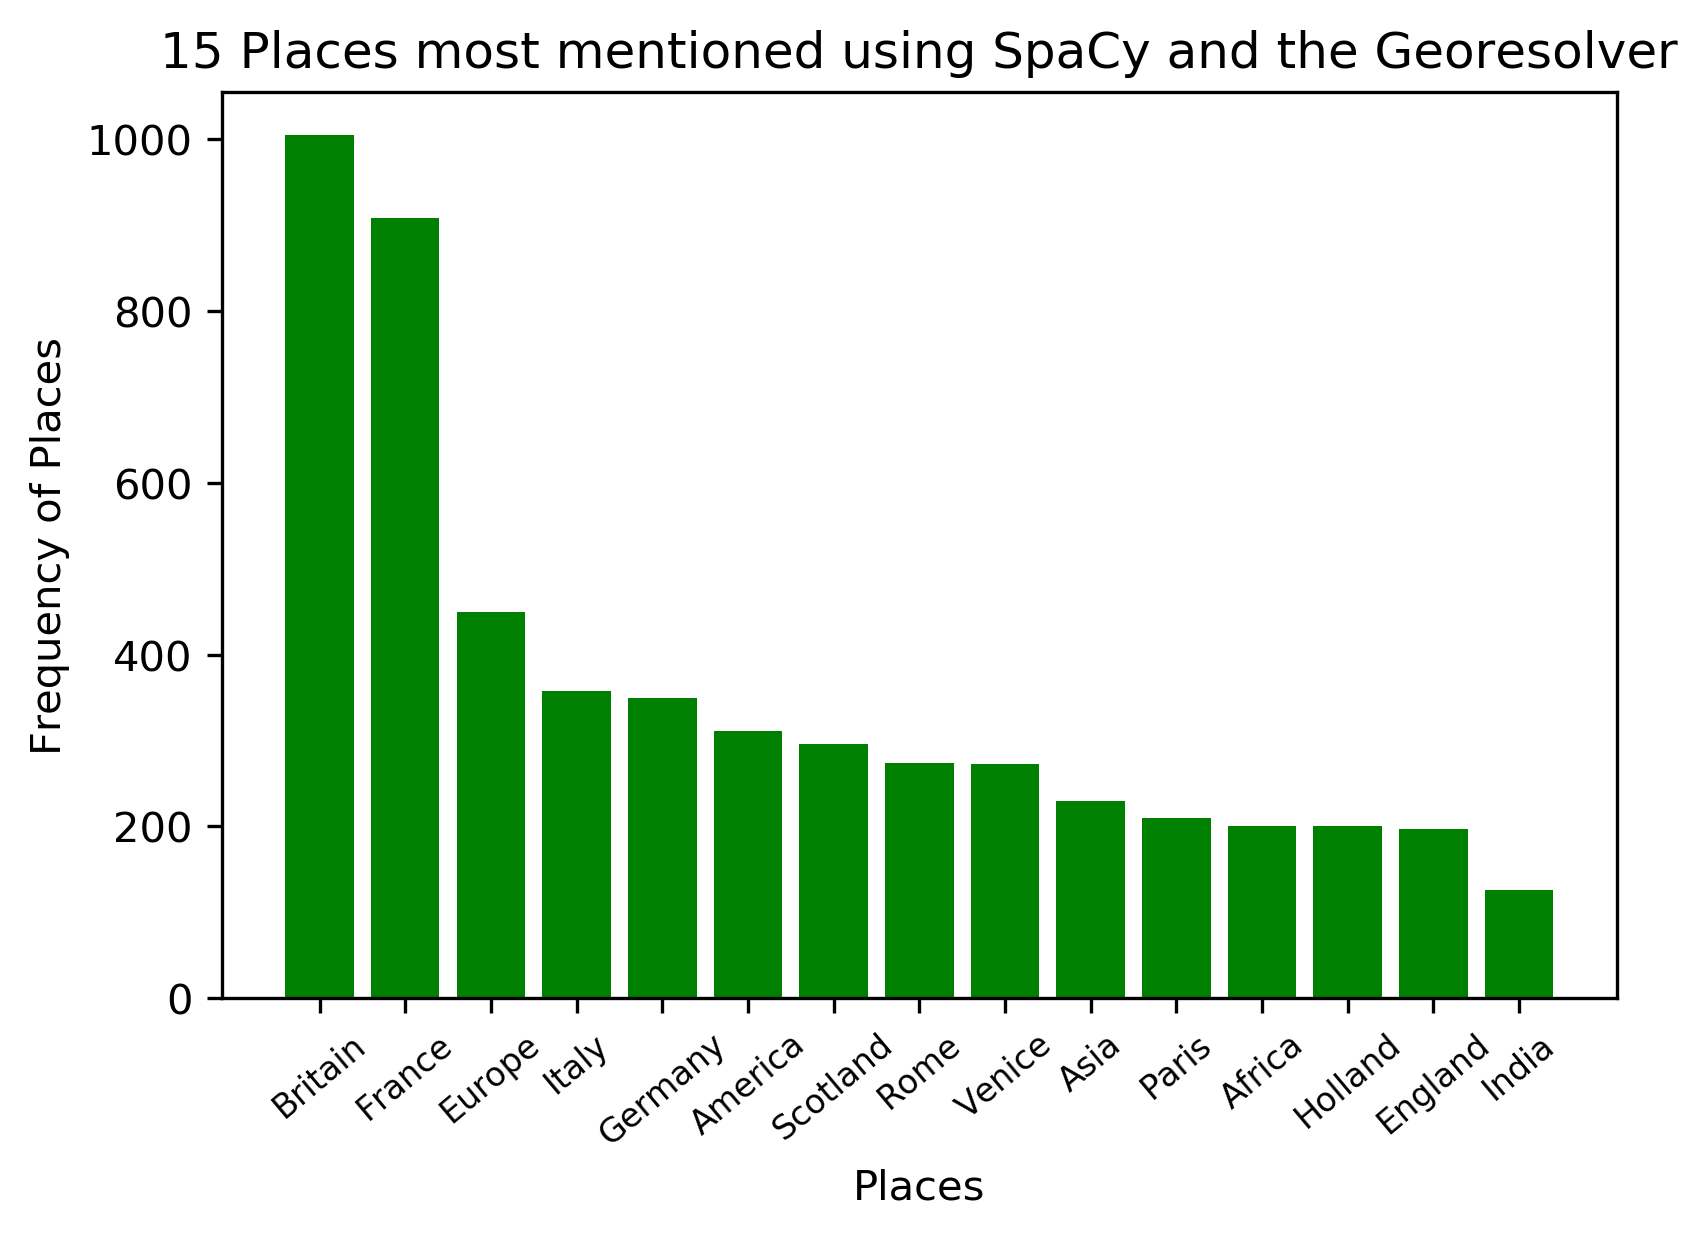 15 Places most mentioned using SpaCy and the Georesolver
Frequency of Places
1000
800
600
400
200
0
Britain
France
Europe
Italy
Germany
America
Scotland
Rome
Venice
Asia
Paris
Africa
Holland
England
India
Places